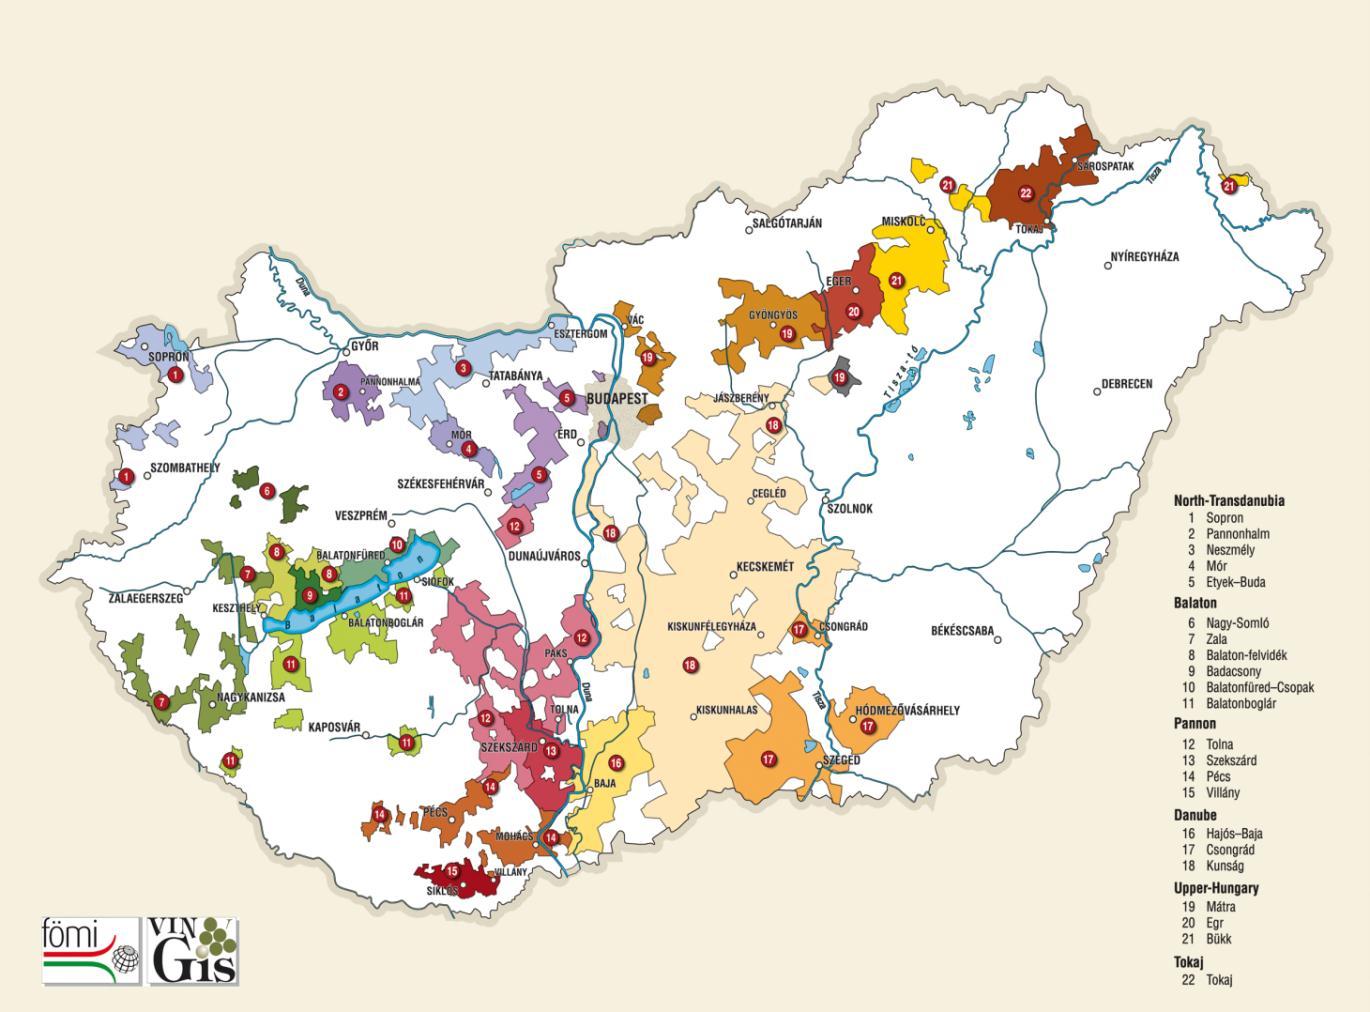 SÁROSPATAK
Tisza
21
21
22
TOKAJ
SALGÓTARJÁN
MISKOLC
NYÍREGYHÁZA
Duna
EGER
21
20
GYÖNGYÖS
19
VÁC
ESZTERGOM
SOPRON
1
GYŐR
19
3
TATABÁNYA
PANNONHALMA
2
5
BUDAPEST
19
Tisza-tó
DEBRECEN
JÁSZBERÉNY
18
MÓR
4
ÉRD
SZOMBATHELY
1
5
SZÉKESFEHÉRVÁR
6
CEGLÉD
SZOLNOK
VESZPRÉM
12
18
10
8
BALATONFÜRED
DUNAÚJVÁROS
7
8
KECSKEMÉT
SIÓFOK
ZALAEGERSZEG
9
11
KESZTHELY
Balaton
BALATONBOGLÁR
KISKUNFÉLEGYHÁZA
17
CSONGRÁD
BÉKÉSCSABA
12
PAKS
11
18
Duna
Tisza
7
NAGYKANIZSA
TOLNA
KISKUNHALAS
HÓDMEZŐVÁSÁRHELY
12
17
KAPOSVÁR
11
SZEKSZÁRD
13
11
16
17
SZEGED
BAJA
14
14
PÉCS
MOHÁCS
14
15
VILLÁNY
SIKLÓS
North-Transdanubia
1 Sopron
2 Pannonhalm
3 Neszmély
4 Mór
5 Etyek–Buda
Balaton
6 Nagy-Somló
7 Zala
8 Balaton-felvidék
9 Badacsony
10 Balatonfüred–Csopak
11 Balatonboglár
Pannon
12 Tolna
13 Szekszárd
14 Pécs
15 Villány
Danube
16 Hajós–Baja
17 Csongrád
18 Kunság
Upper-Hungary
19 Mátra
20 Egr
21 Bükk
Tokaj
22 Tokaj
fömi
VIN
Gis